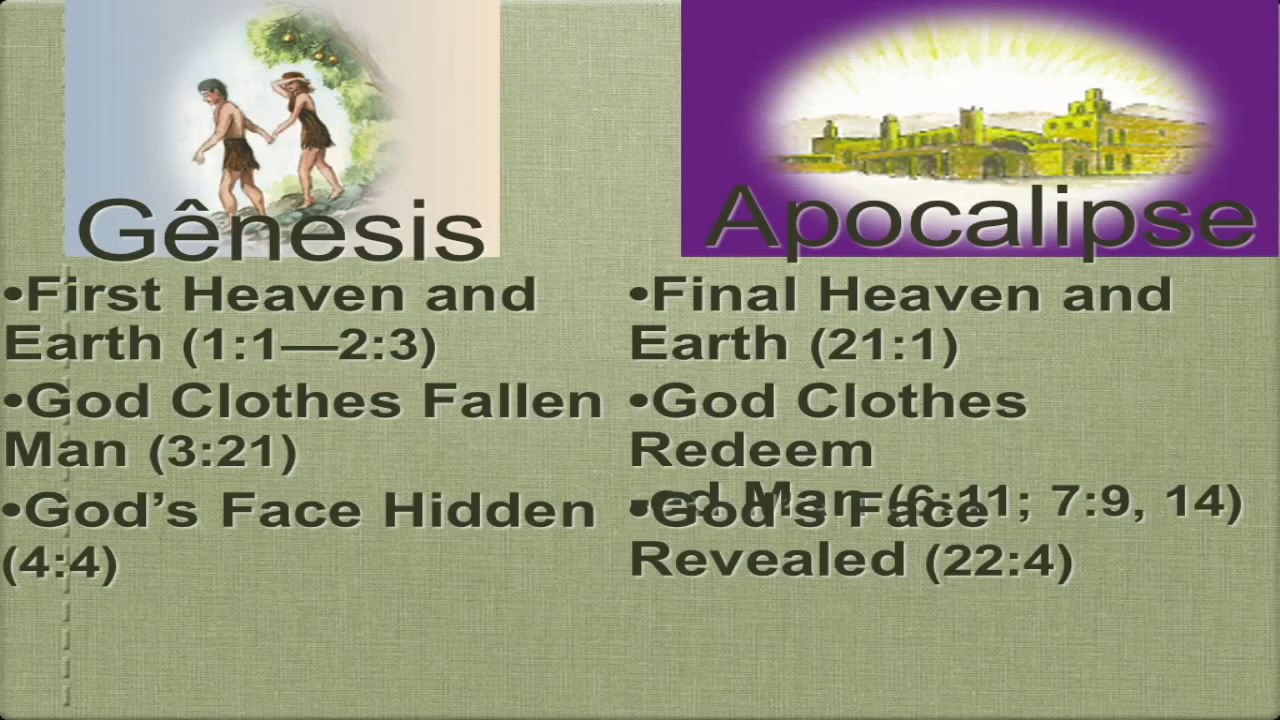 Gênesis
•First Heaven and
Earth (1:1—2:3)
•God Clothes Fallen
Man (3:21)
•God's Face Hidden
(4:4)
Apocalipse
•Final Heaven and
Earth (21:1)
•God Clothes
Redeem
ed Man (6:11; 7:9, 14)
•God's Face
Revealed (22:4)